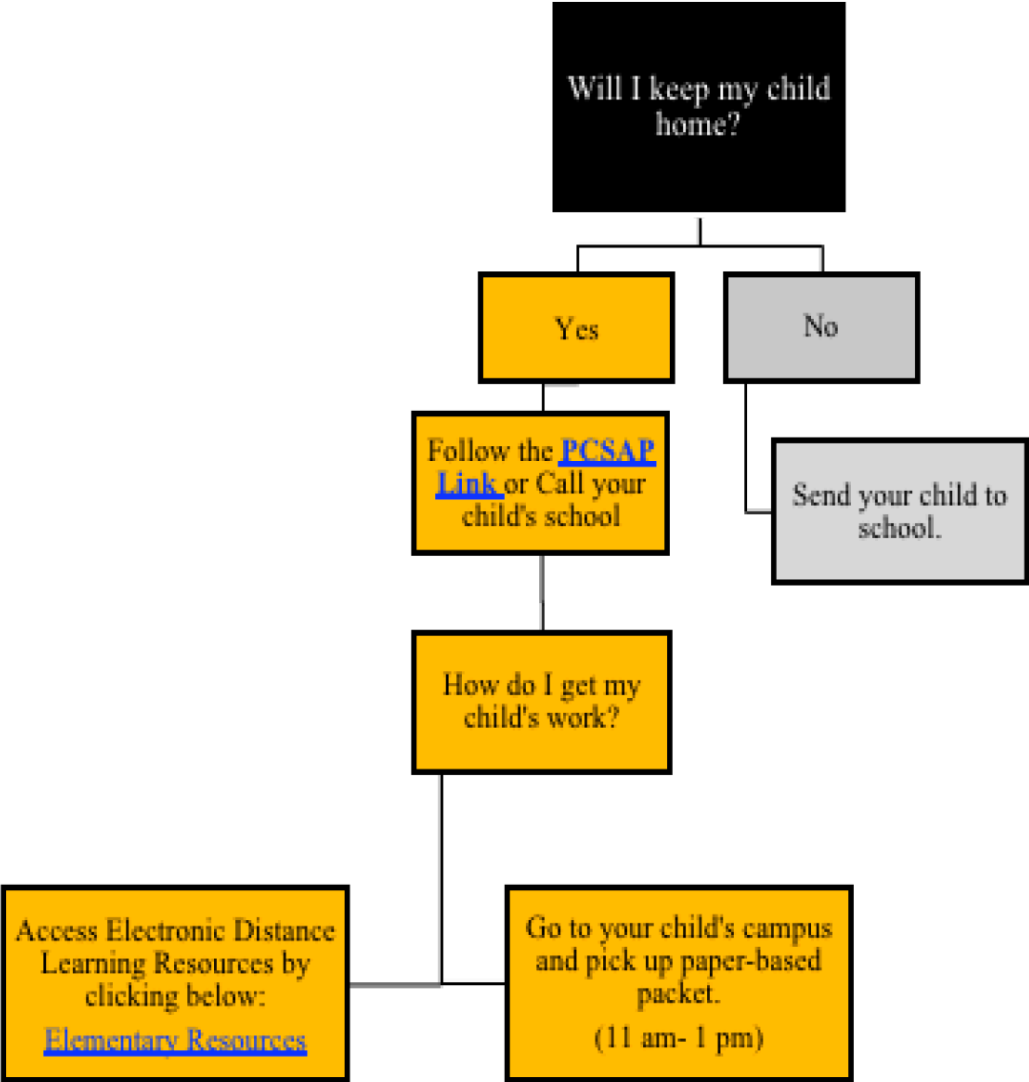 Will I keep my child
home?
Yes
No
Follow the PCSAP
Link or Call your
child's school
Send your child to
school.
How do I get my
child's work?
Access Electronic Distance
Learning Resources by
clicking below:
Elementary Resources
Go to your child's campus
and pick up paper-based
packet.
(11 am- 1 pm)